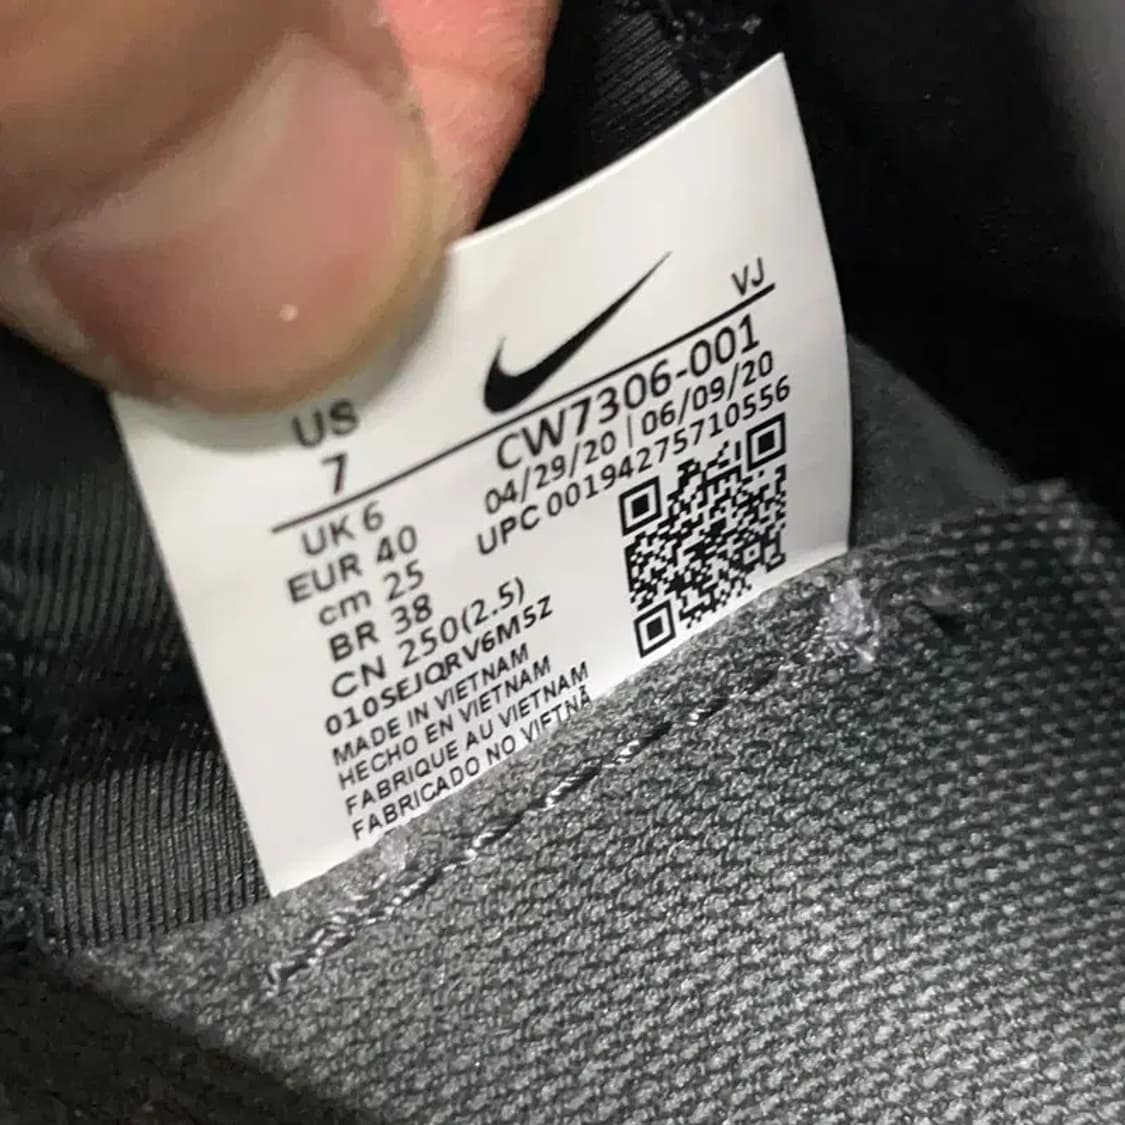 VJ
US
7
CW7306-001
04/29/20 | 06/09/20
UPC 00194275710556
UK 6
EUR 40
cm 25
BR 38
CN 250(2.5)
010SEJQRV6M5Z
MADE IN VIETNAM
HECHO EN VIETNAM
FABRIQUE AU VIETNAM
FABRICADO NO VIETNÃ